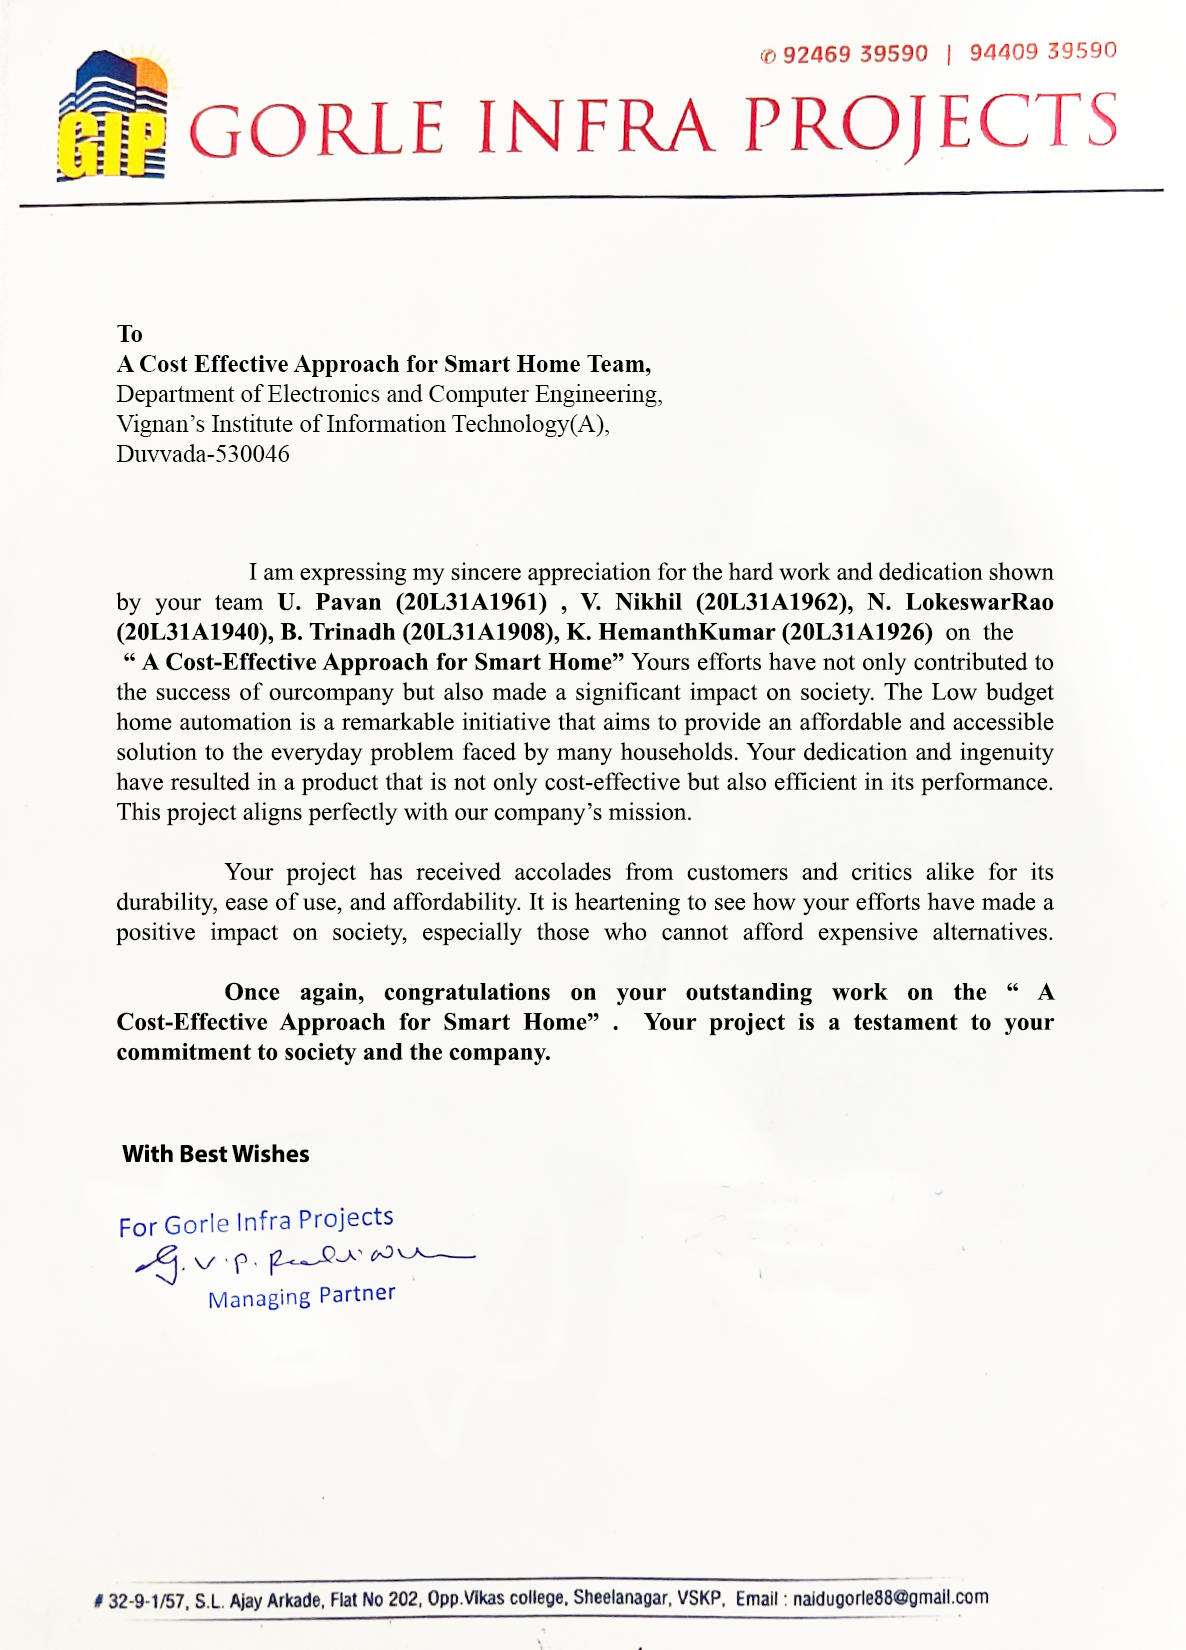 ✆ 92469 39590 | 94409 39590
GIP GORLE INFRA PROJECTS
To
A Cost Effective Approach for Smart Home Team,
Department of Electronics and Computer Engineering,
Vignan’s Institute of Information Technology(A),
Duvvada-530046
I am expressing my sincere appreciation for the hard work and dedication shown
by your team U. Pavan (20L31A1961) , V. Nikhil (20L31A1962), N. LokeswarRao
(20L31A1940), B. Trinadh (20L31A1908), K. HemanthKumar (20L31A1926) on the
“ A Cost-Effective Approach for Smart Home” Yours efforts have not only contributed to
the success of ourcompany but also made a significant impact on society. The Low budget
home automation is a remarkable initiative that aims to provide an affordable and accessible
solution to the everyday problem faced by many households. Your dedication and ingenuity
have resulted in a product that is not only cost-effective but also efficient in its performance.
This project aligns perfectly with our company’s mission.
Your project has received accolades from customers and critics alike for its
durability, ease of use, and affordability. It is heartening to see how your efforts have made a
positive impact on society, especially those who cannot afford expensive alternatives.
Once again, congratulations on your outstanding work on the “ A
Cost-Effective Approach for Smart Home” . Your project is a testament to your
commitment to society and the company.
With Best Wishes
For Gorle Infra Projects
G. V. P.
Managing Partner
# 32-9-1/57, S.L. Ajay Arkade, Flat No 202, Opp.Vikas college, Sheelanagar, VSKP, Email : naidugorle88@gmail.com